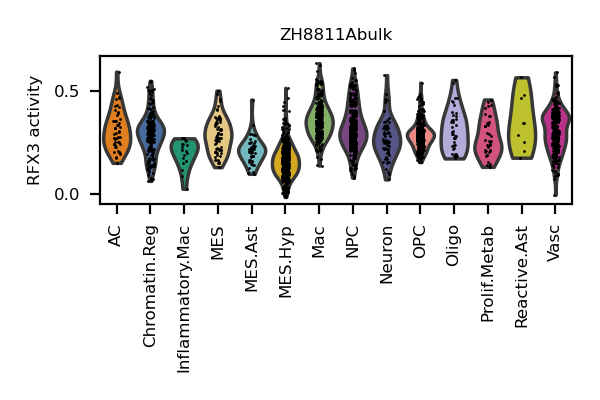 ZH8811Abulk
RFX3 activity
0.5
0.0
AC
Chromatin.Reg
Inflammatory.Mac
MES
MES.Ast
MES.Hyp
Mac
NPC
Neuron
OPC
Oligo
Prolif.Metab
Reactive.Ast
Vasc